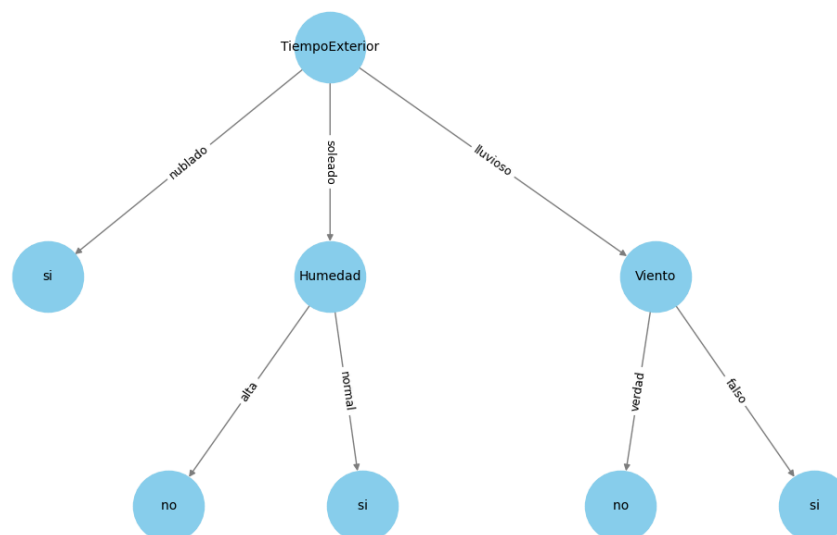 TiempoExterior
nublado
soleado
lluvioso
si
Humedad
Viento
alta
normal
verdad
falso
no
si
no
si